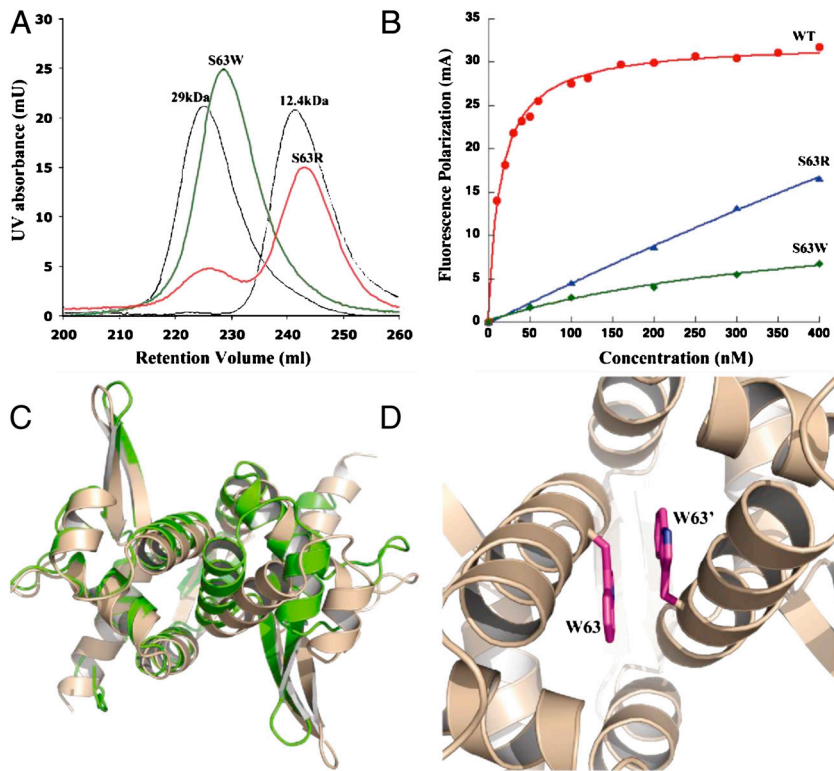 A
UV absorbance (mU)
30
25
20
15
10
5
0
S63W
29kDa
12.4kDa
S63R
200 210 220 230 240 250 260
Retention Volume (ml)
B
Fluorescence Polarization (mA)
35
30
25
20
15
10
5
0
WT
S63R
S63W
0 50 100 150 200 250 300 350 400
Concentration (nM)
C
D
W63'
W63